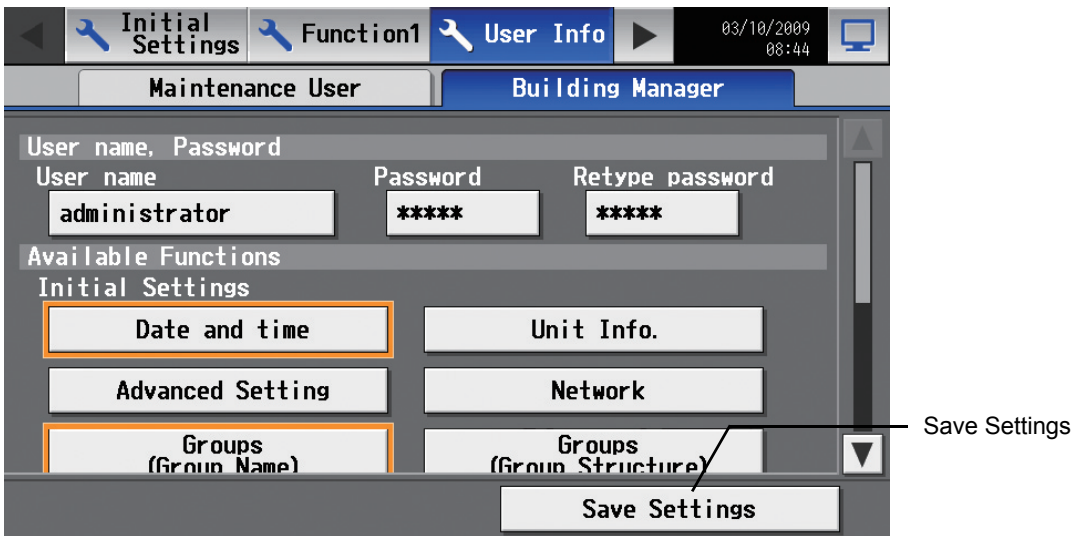 Initial
Settings
Function1
User Info
03/10/2009
08:44
Maintenance User
Building Manager
User name, Password
User name
Password
Retype password
administrator
*****
*****
Available Functions
Initial Settings
Date and time
Unit Info.
Advanced Setting
Network
Groups
(Group Name)
Groups
(Group Structure)
Save Settings
Save Settings